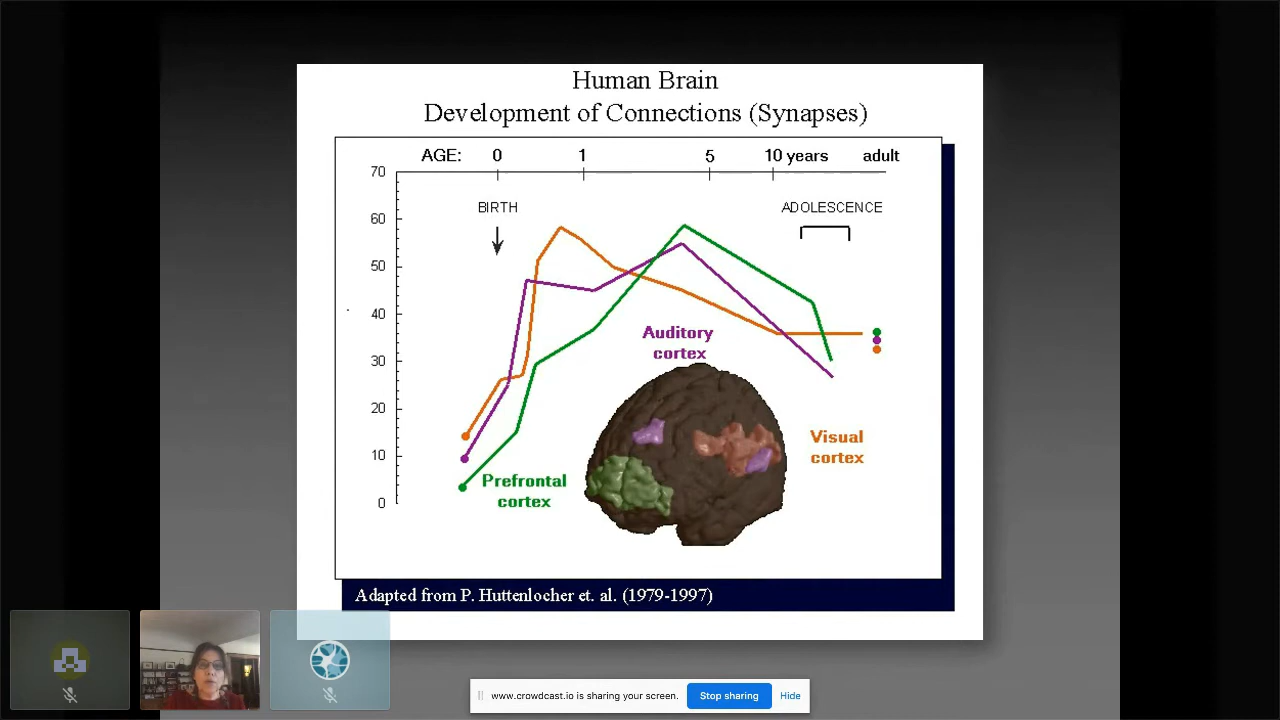 Human Brain
Development of Connections (Synapses)
AGE: 0 1 5 10 years adult
70
BIRTH ADOLESCENCE
60
50
40
Auditory
cortex
30
20
Visual
cortex
10
Prefrontal
cortex
0
Adapted from P. Huttenlocher et. al. (1979-1997)
www.crowdcast.io is sharing your screen. Stop sharing Hide